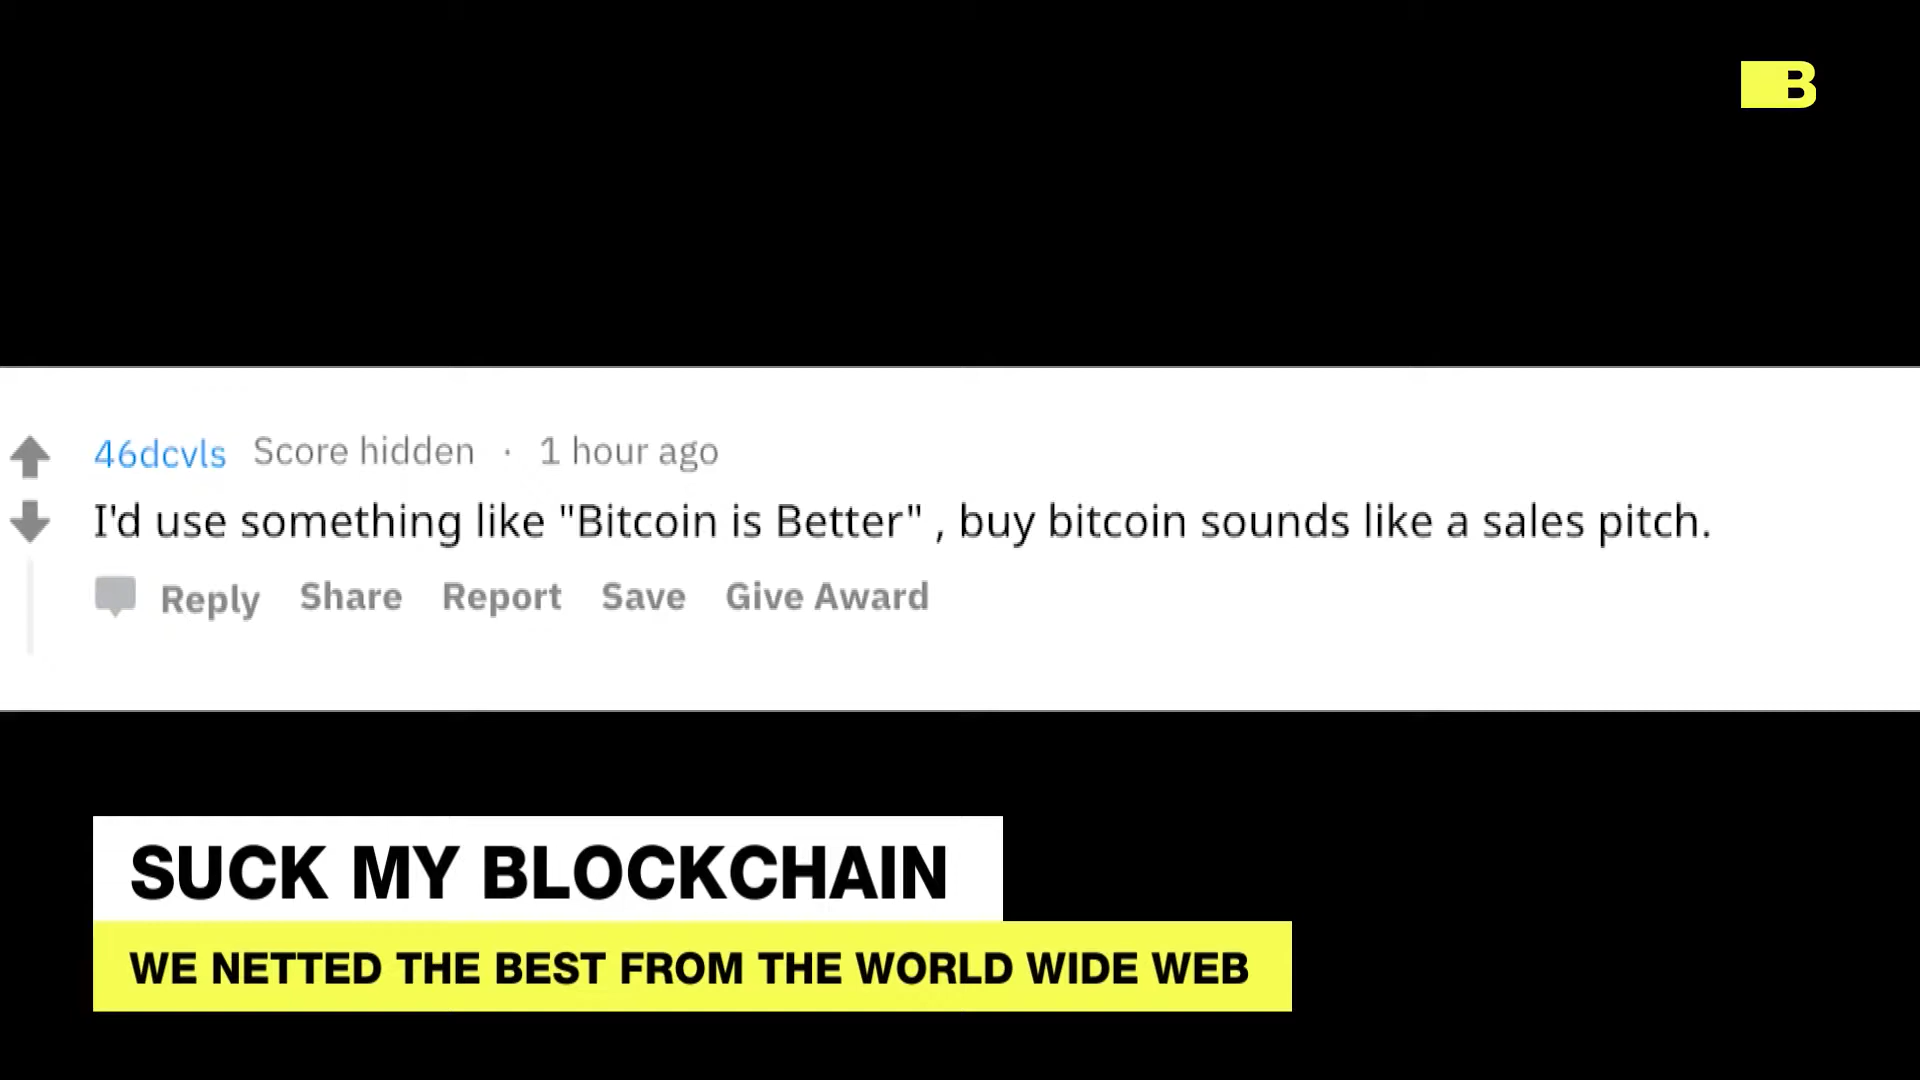 B
46dcvls Score hidden · 1 hour ago
I'd use something like "Bitcoin is Better" , buy bitcoin sounds like a sales pitch.
Reply Share Report Save Give Award
SUCK MY BLOCKCHAIN
WE NETTED THE BEST FROM THE WORLD WIDE WEB